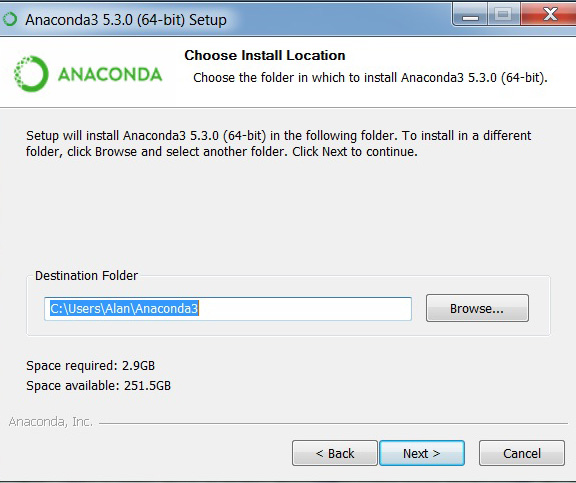 Anaconda3 5.3.0 (64-bit) Setup
ANACONDA
Choose Install Location
Choose the folder in which to install Anaconda3 5.3.0 (64-bit).
Setup will install Anaconda3 5.3.0 (64-bit) in the following folder. To install in a different
folder, click Browse and select another folder. Click Next to continue.
Destination Folder
C:\Users\Alan\Anaconda3
Browse...
Space required: 2.9GB
Space available: 251.5GB
Anaconda, Inc.
< Back
Next >
Cancel